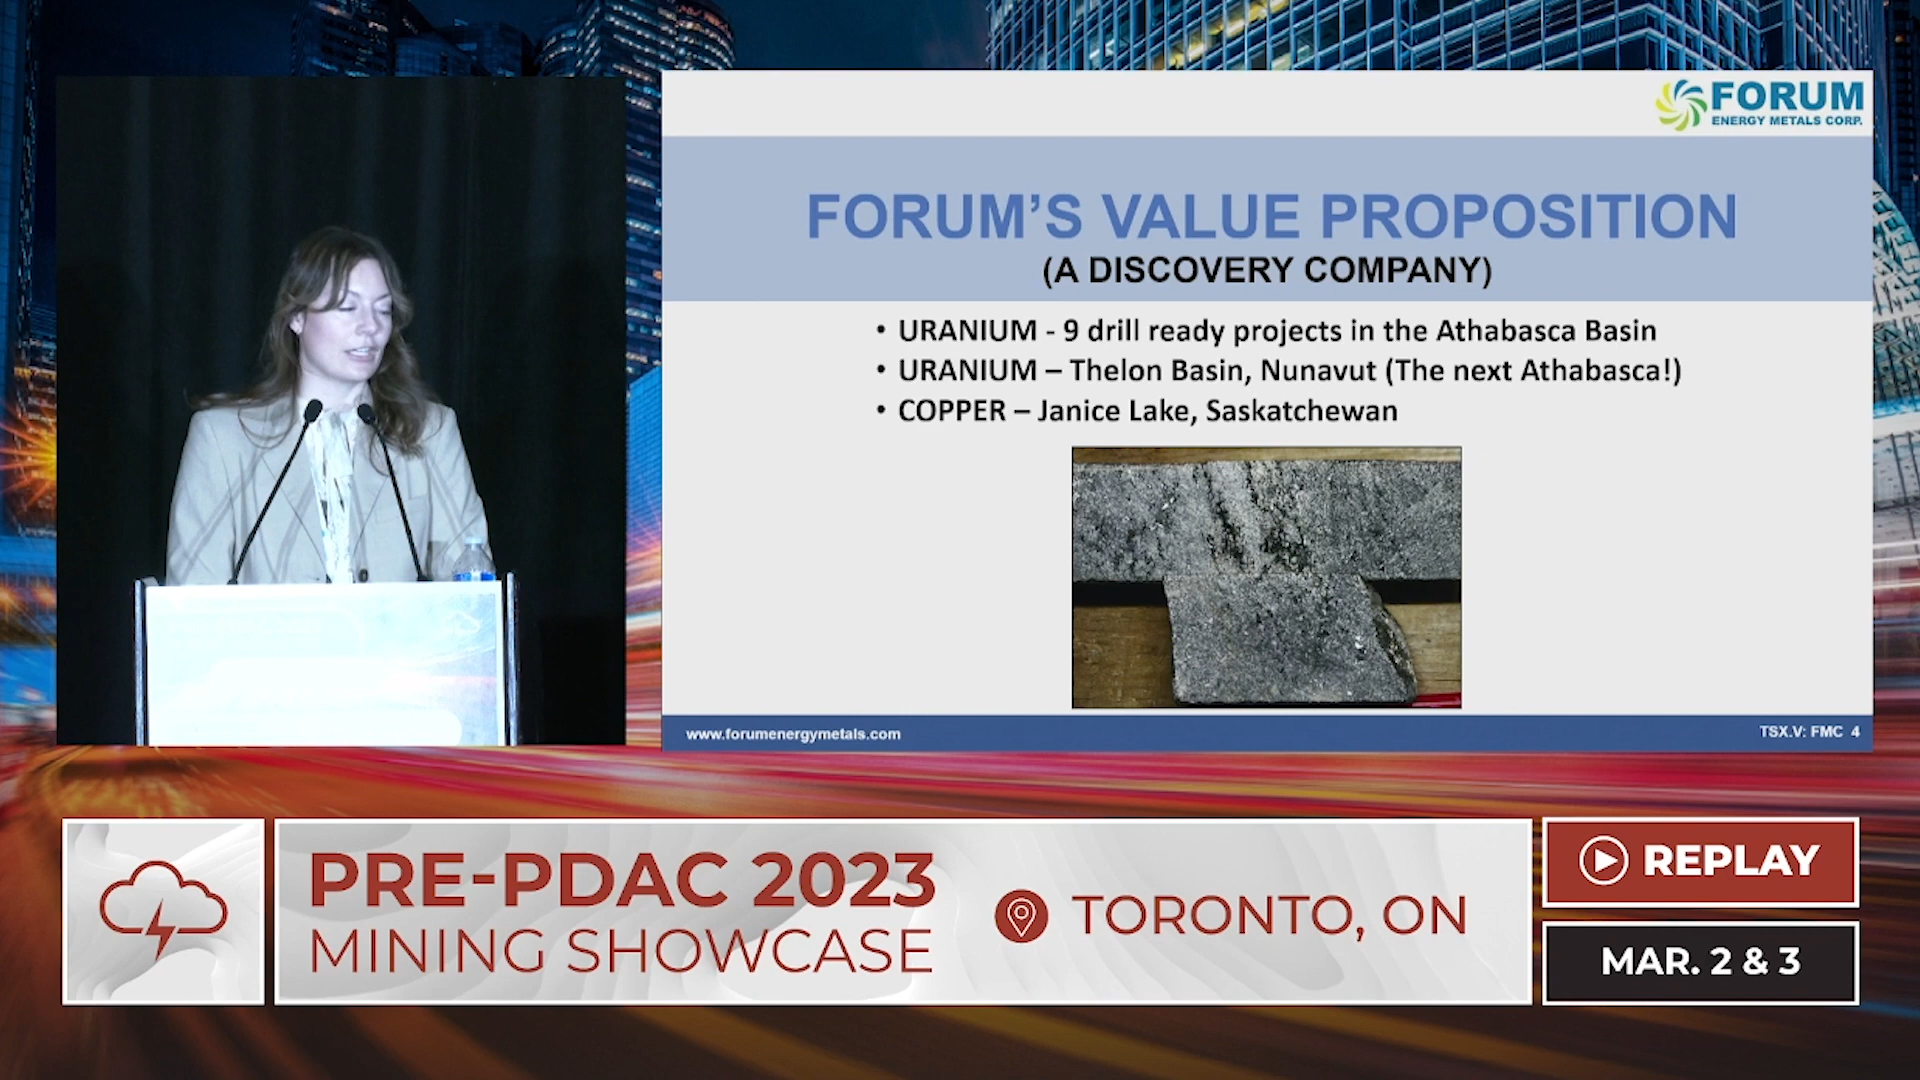 FORUM
ENERGY METALS CORP.
FORUM'S VALUE PROPOSITION
(A DISCOVERY COMPANY)
• URANIUM - 9 drill ready projects in the Athabasca Basin
• URANIUM – Thelon Basin, Nunavut (The next Athabasca!)
• COPPER – Janice Lake, Saskatchewan
www.forumenergymetals.com
TSX.V: FMC 4
PRE-PDAC 2023
MINING SHOWCASE
TORONTO, ON
REPLAY
MAR. 2 & 3